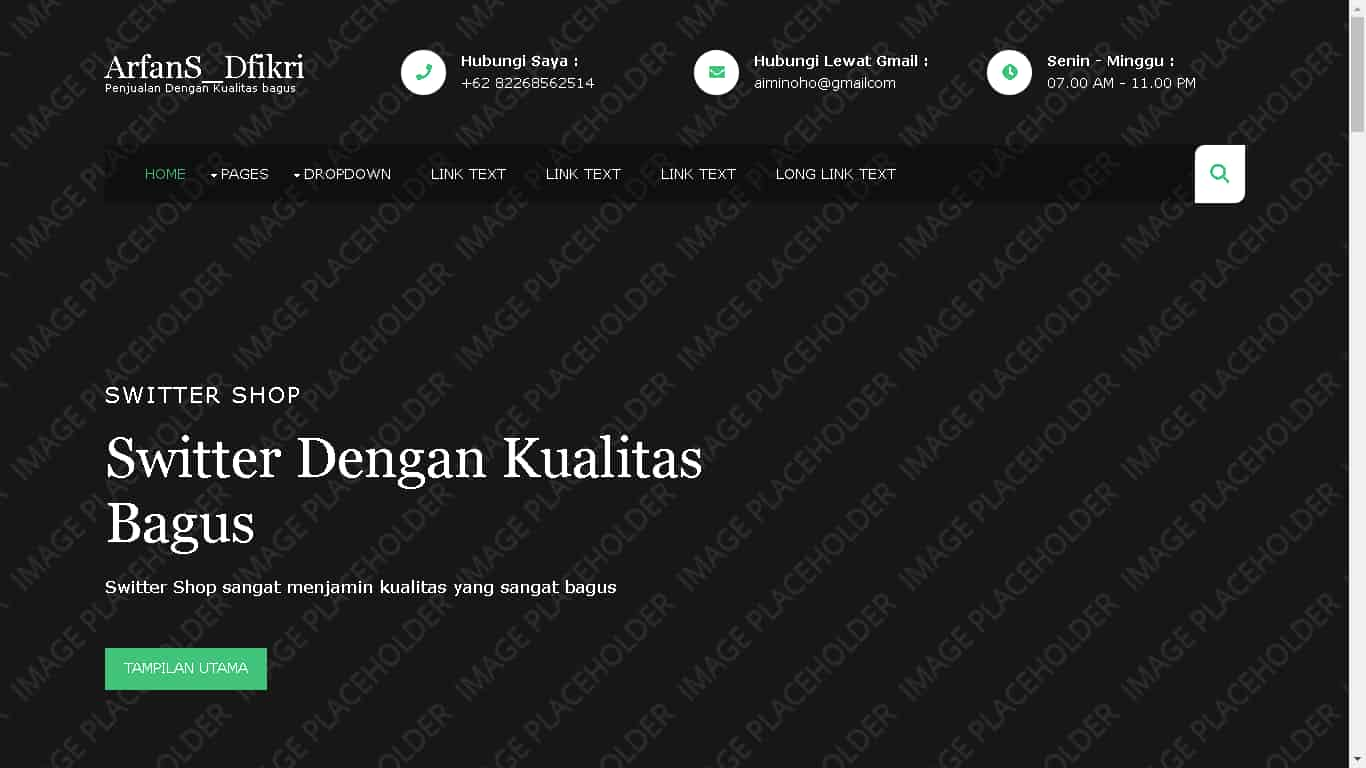 ArfanS_Dfikri
Penjualan Dengan Kualitas bagus
Hubungi Saya :
+62 82268562514
Hubungi Lewat Gmail :
aiminoho@gmailcom
Senin - Minggu :
07.00 AM - 11.00 PM
HOME PAGES DROPDOWN LINK TEXT LINK TEXT LINK TEXT LONG LINK TEXT
SWITTER SHOP
Switter Dengan Kualitas
Bagus
Switter Shop sangat menjamin kualitas yang sangat bagus
TAMPILAN UTAMA
IMAGE PLACEHOLDER